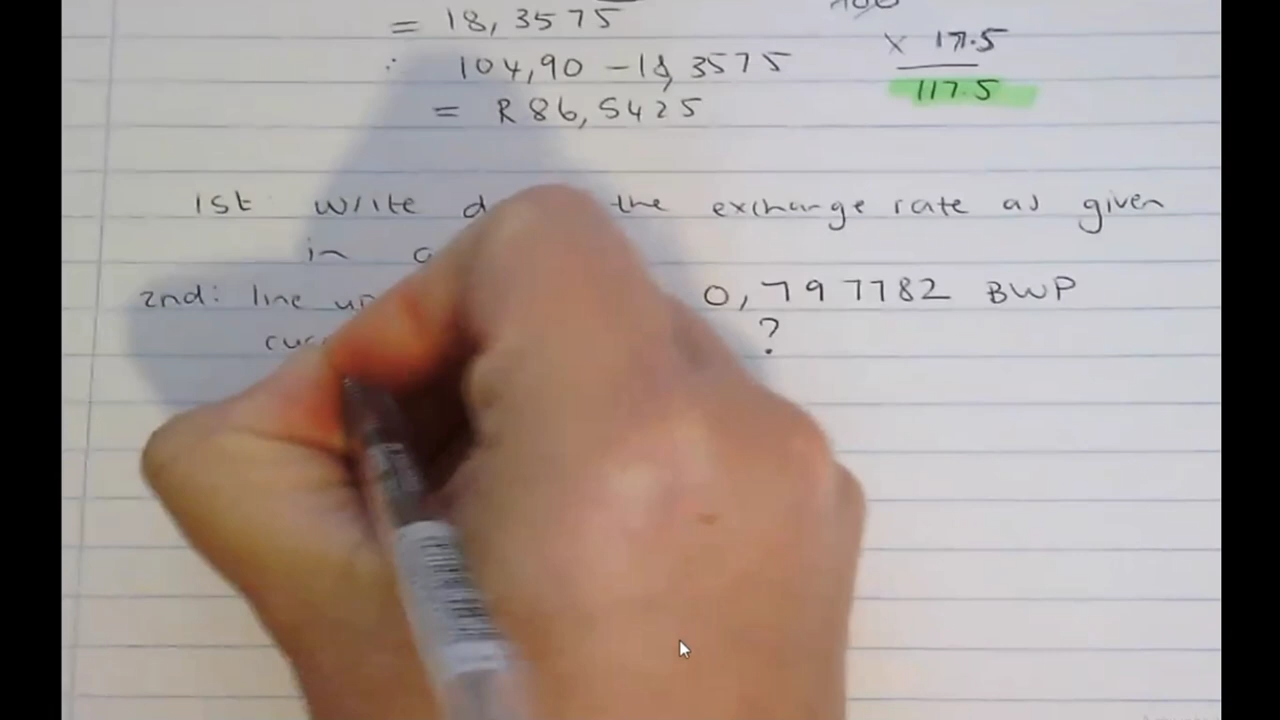 = 18,3575
∴ 104,90 - 18,3575
= R86,5425
x 17.5
117.5
1st write the exchange rate as given
in
2nd: line up 0,797782 BWP
?